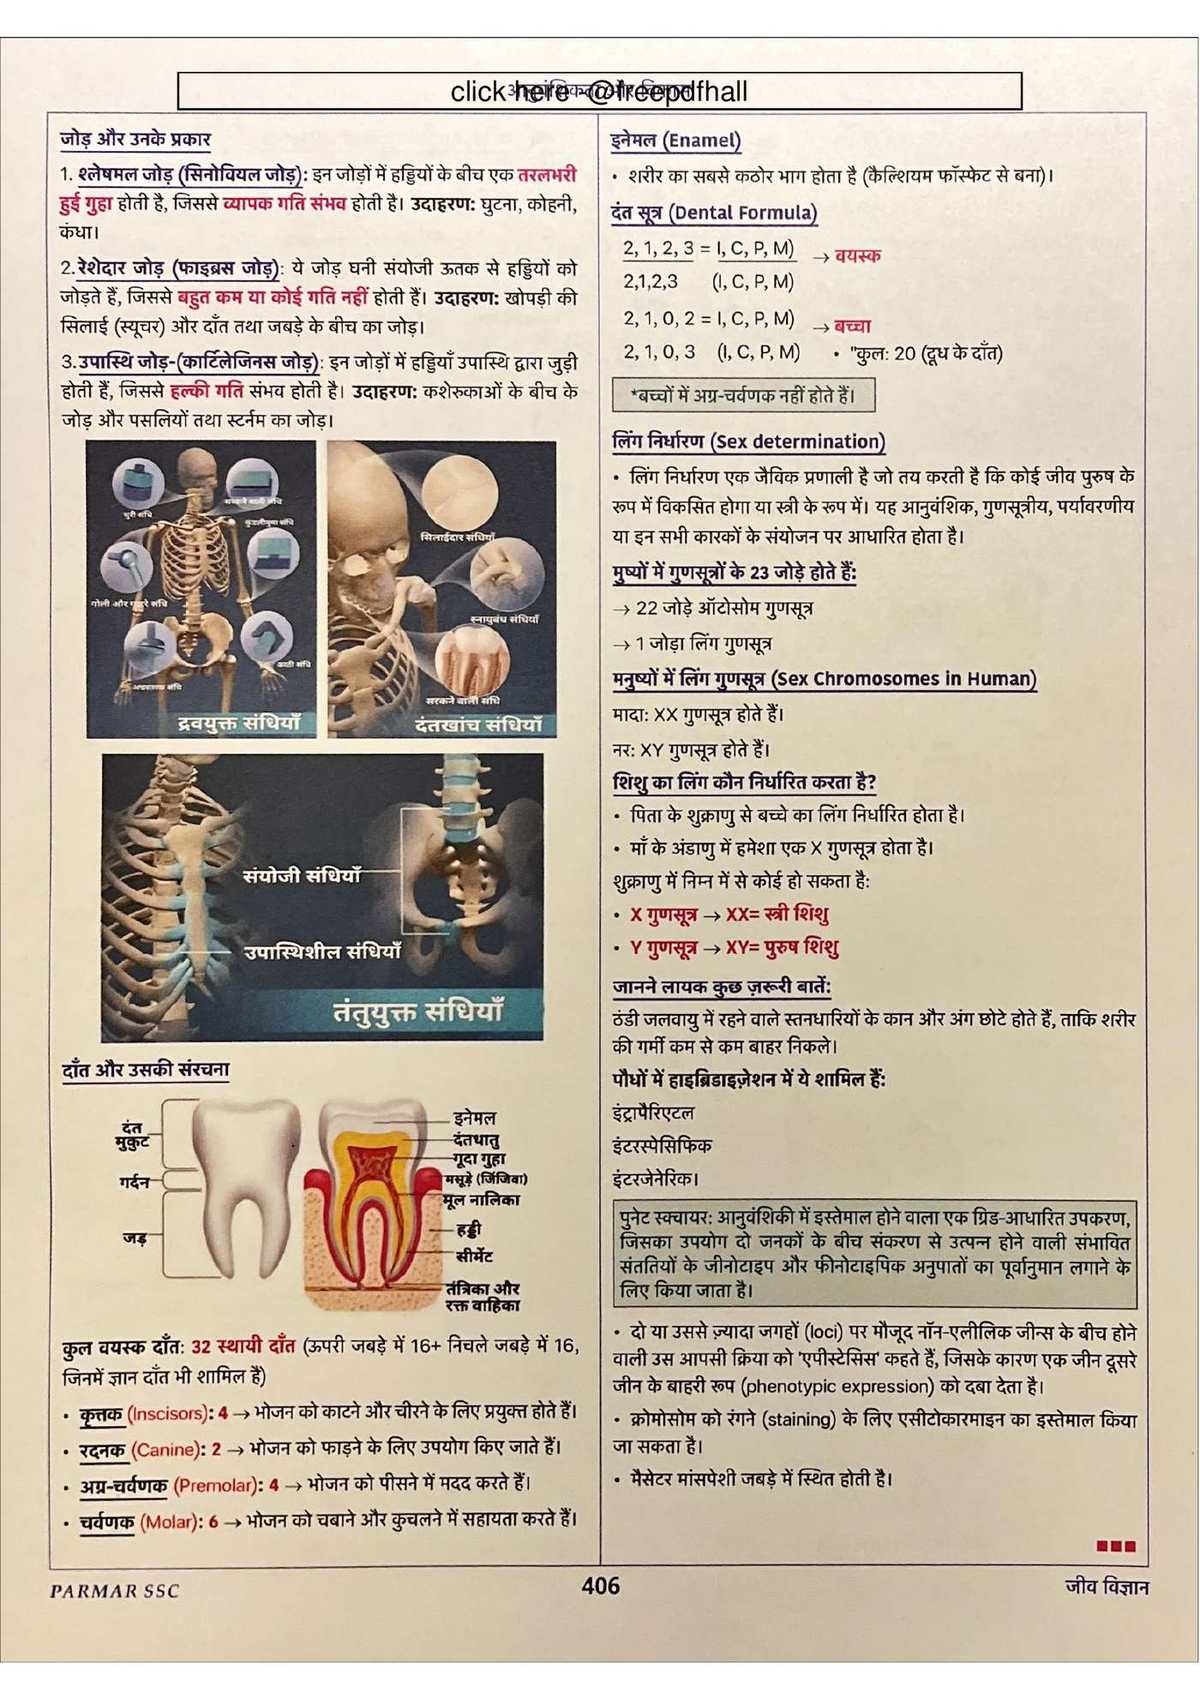 click here -@freepdfhall
आनुवंशिकता और विकास
जोड़ और उनके प्रकार
1. श्लेषमल जोड़ (सिनोवियल जोड़): इन जोड़ों में हड्डियों के बीच एक तरलभरी
हुई गुहा होती है, जिससे व्यापक गति संभव होती है। उदाहरण: घुटना, कोहनी,
कंधा।
2. रेशेदार जोड़ (फाइब्रस जोड़): ये जोड़ घनी संयोजी ऊतक से हड्डियों को
जोड़ते हैं, जिससे बहुत कम या कोई गति नहीं होती हैं। उदाहरण: खोपड़ी की
सिलाई (स्यूचर) और दाँत तथा जबड़े के बीच का जोड़।
3. उपास्थि जोड़-(कार्टिलेजिनस जोड़): इन जोड़ों में हड्डियाँ उपास्थि द्वारा जुड़ी
होती हैं, जिससे हल्की गति संभव होती है। उदाहरण: कशेरुकाओं के बीच के
जोड़ और पसलियों तथा स्टर्नम का जोड़।
धुरी संधि
गोली और गह्वर संधि
काठी संधि
द्रवयुक्त संधियाँ
सिलाईदार संधियाँ
स्नायुबंध संधियाँ
सरकने वाली संधि
दंतखांच संधियाँ
संयोजी संधियाँ
उपास्थिशील संधियाँ
तंतुयुक्त संधियाँ
दाँत और उसकी संरचना
दंत
मुकुट
गर्दन
जड़
इनेमल
दंतधातु
गूदा गुहा
मसूड़े (जिंजिवा)
मूल नालिका
हड्डी
सीमेंट
तंत्रिका और
रक्त वाहिका
कुल वयस्क दाँत: 32 स्थायी दाँत (ऊपरी जबड़े में 16+ निचले जबड़े में 16,
जिनमें ज्ञान दाँत भी शामिल हैं)
• कृत्तक (Inscisors): 4 → भोजन को काटने और चीरने के लिए प्रयुक्त होते हैं।
• रदनक (Canine): 2 → भोजन को फाड़ने के लिए उपयोग किए जाते हैं।
• अग्र-चर्वणक (Premolar): 4 → भोजन को पीसने में मदद करते हैं।
• चर्वणक (Molar): 6 → भोजन को चबाने और कुचलने में सहायता करते हैं।
इनेमल (Enamel)
• शरीर का सबसे कठोर भाग होता है (कैल्शियम फॉस्फेट से बना)।
दंत सूत्र (Dental Formula)
2, 1, 2, 3 = I, C, P, M) → वयस्क
2,1,2,3 (I, C, P, M)
2, 1, 0, 2 = I, C, P, M) → बच्चा
2, 1, 0, 3 (I, C, P, M) • "कुल: 20 (दूध के दाँत)
*बच्चों में अग्र-चर्वणक नहीं होते हैं।
लिंग निर्धारण (Sex determination)
• लिंग निर्धारण एक जैविक प्रणाली है जो तय करती है कि कोई जीव पुरुष के
रूप में विकसित होगा या स्त्री के रूप में। यह आनुवंशिक, गुणसूत्रीय, पर्यावरणीय
या इन सभी कारकों के संयोजन पर आधारित होता है।
मुष्यों में गुणसूत्रों के 23 जोड़े होते हैं:
→ 22 जोड़े ऑटोसोम गुणसूत्र
→ 1 जोड़ा लिंग गुणसूत्र
मनुष्यों में लिंग गुणसूत्र (Sex Chromosomes in Human)
मादा: XX गुणसूत्र होते हैं।
नर: XY गुणसूत्र होते हैं।
शिशु का लिंग कौन निर्धारित करता है?
• पिता के शुक्राणु से बच्चे का लिंग निर्धारित होता है।
• माँ के अंडाणु में हमेशा एक X गुणसूत्र होता है।
शुक्राणु में निम्न में से कोई हो सकता है:
• X गुणसूत्र → XX= स्त्री शिशु
• Y गुणसूत्र → XY= पुरुष शिशु
जानने लायक कुछ ज़रूरी बातें:
ठंडी जलवायु में रहने वाले स्तनधारियों के कान और अंग छोटे होते हैं, ताकि शरीर
की गर्मी कम से कम बाहर निकले।
पौधों में हाइब्रिडाइज़ेशन में ये शामिल हैं:
इंट्रापैरिएटल
इंटरस्पेसिफिक
इंटरजेनेरिक।
पुनेट स्क्वायर: आनुवंशिकी में इस्तेमाल होने वाला एक ग्रिड-आधारित उपकरण,
जिसका उपयोग दो जनकों के बीच संकरण से उत्पन्न होने वाली संभावित
संततियों के जीनोटाइप और फीनोटाइपिक अनुपातों का पूर्वानुमान लगाने के
लिए किया जाता है।
• दो या उससे ज़्यादा जगहों (loci) पर मौजूद नॉन-एलीलिक जीन्स के बीच होने
वाली उस आपसी क्रिया को 'एपीस्टेसिस' कहते हैं, जिसके कारण एक जीन दूसरे
जीन के बाहरी रूप (phenotypic expression) को दबा देता है।
• क्रोमोसोम को रंगने (staining) के लिए एसीटोकारमाइन का इस्तेमाल किया
जा सकता है।
• मैसेटर मांसपेशी जबड़े में स्थित होती है।
PARMAR SSC
406
जीव विज्ञान